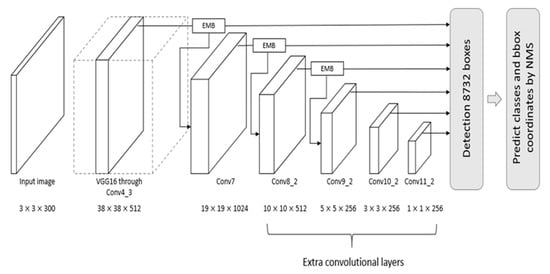 EMB
EMB
EMB
Detection 8732 boxes
Predict classes and bbox
coordinates by NMS
Input image
VGG16 through
Conv4_3
Conv7
Conv8_2
Conv9_2
Conv10_2
Conv11_2
3 × 3 × 300
38 × 38 × 512
19 × 19 × 1024
10 × 10 × 512
5 × 5 × 256
3 × 3 × 256
1 × 1 × 256
Extra convolutional layers